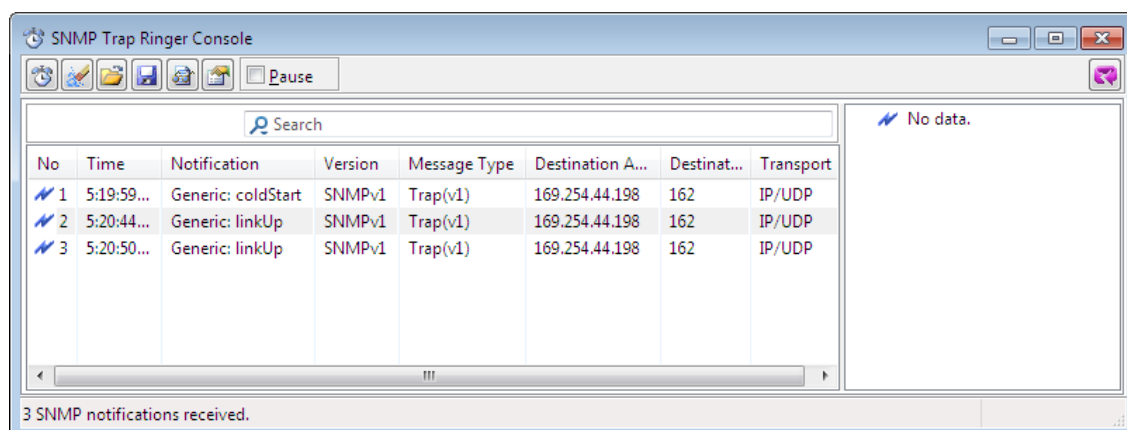 SNMP Trap Ringer Console
Pause
Search
No data.
No Time Notification Version Message Type Destination A... Destinat... Transport
1 5:19:59... Generic: coldStart SNMPv1 Trap(v1) 169.254.44.198 162 IP/UDP
2 5:20:44... Generic: linkUp SNMPv1 Trap(v1) 169.254.44.198 162 IP/UDP
3 5:20:50... Generic: linkUp SNMPv1 Trap(v1) 169.254.44.198 162 IP/UDP
3 SNMP notifications received.